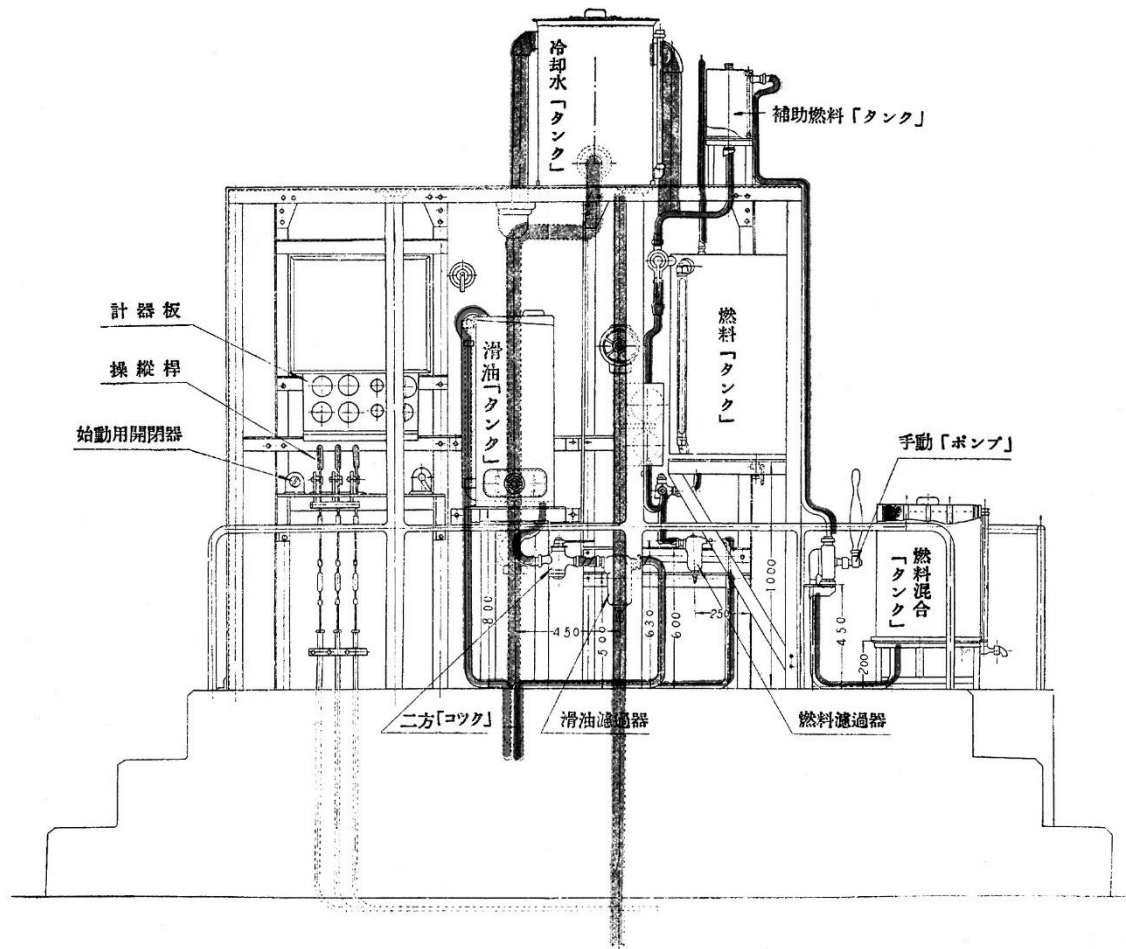 冷却水「タンク」
補助燃料「タンク」
計器板
操縦桿
始動用開閉器
滑油「タンク」
燃料「タンク」
手動「ポンプ」
燃料混合
「タンク」
800
450
500
630
600
250
1000
450
200
二方「コツク」
滑油濾過器
燃料濾過器